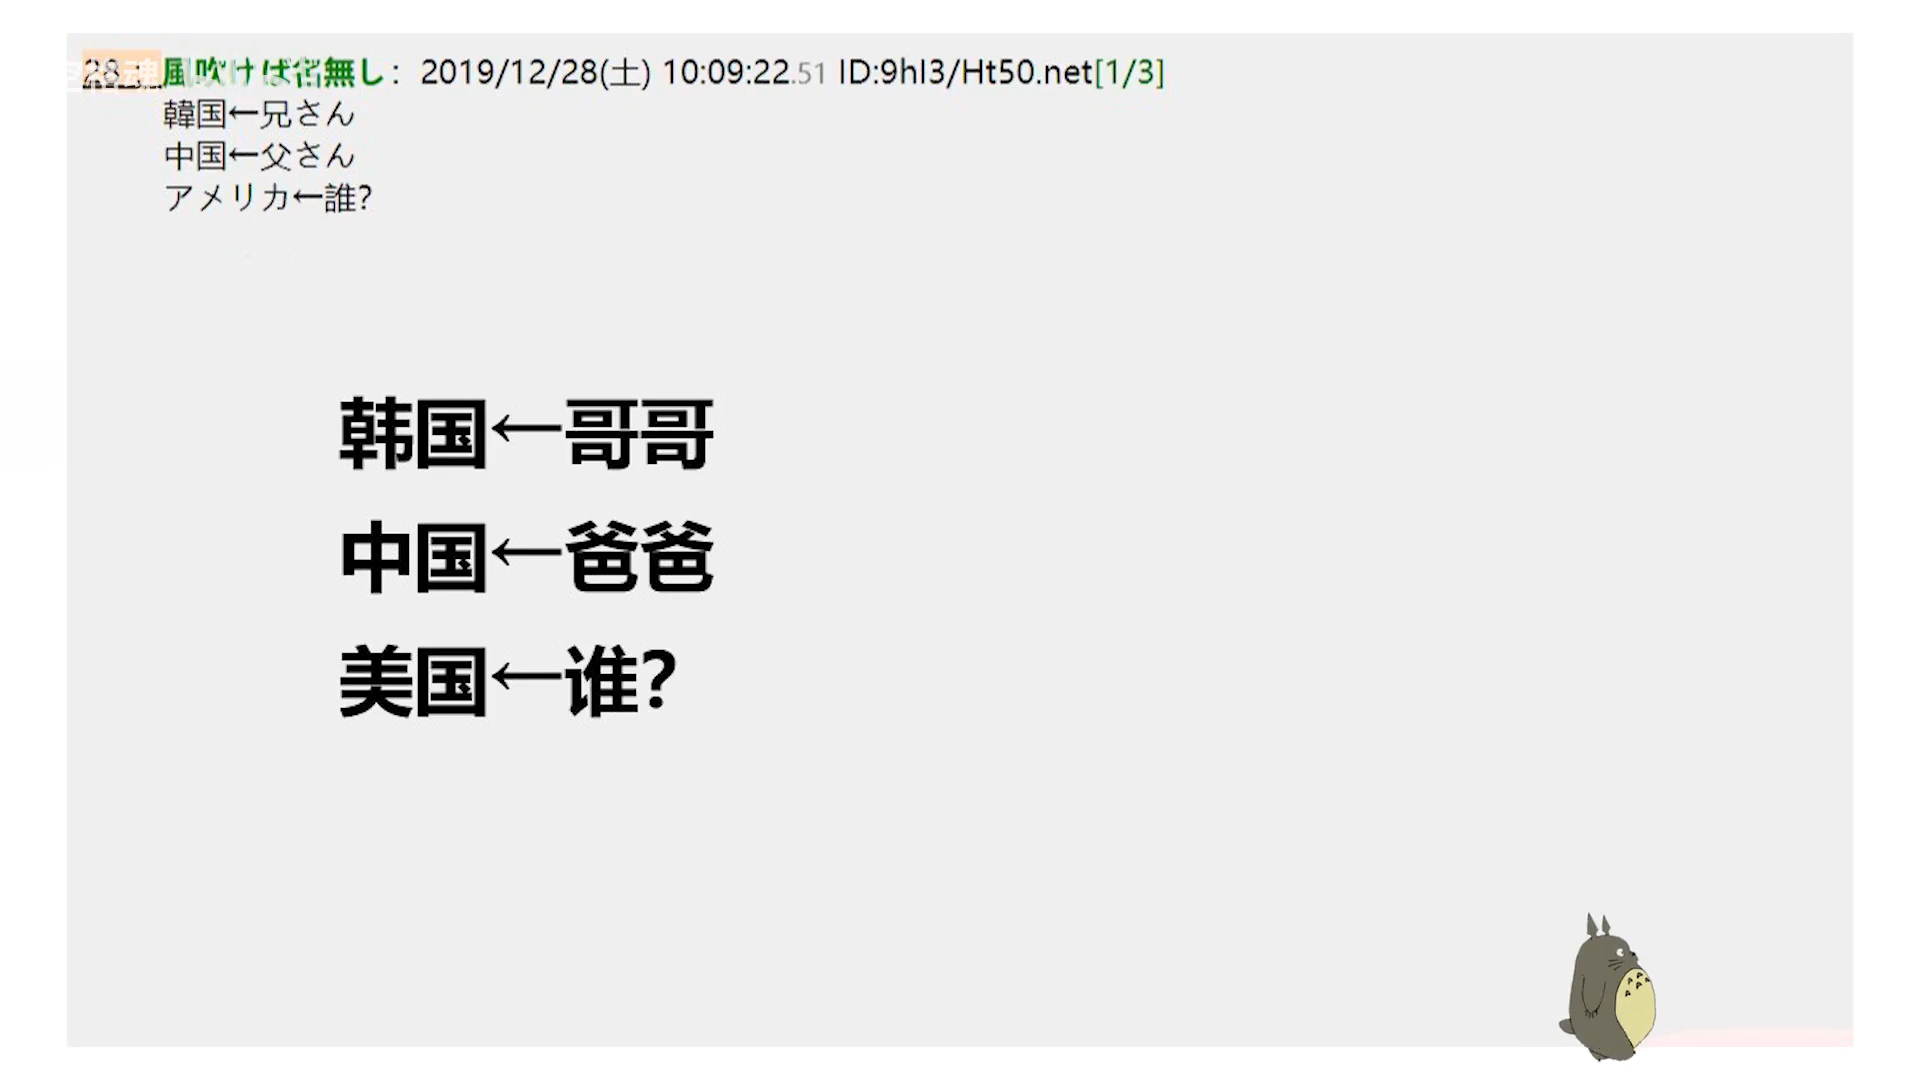 28 : 風吹けば名無し : 2019/12/28(土) 10:09:22.51 ID:9hI3/Ht50.net[1/3]
韓国←兄さん
中国←父さん
アメリカ←誰?
韩国←哥哥
中国←爸爸
美国←谁?